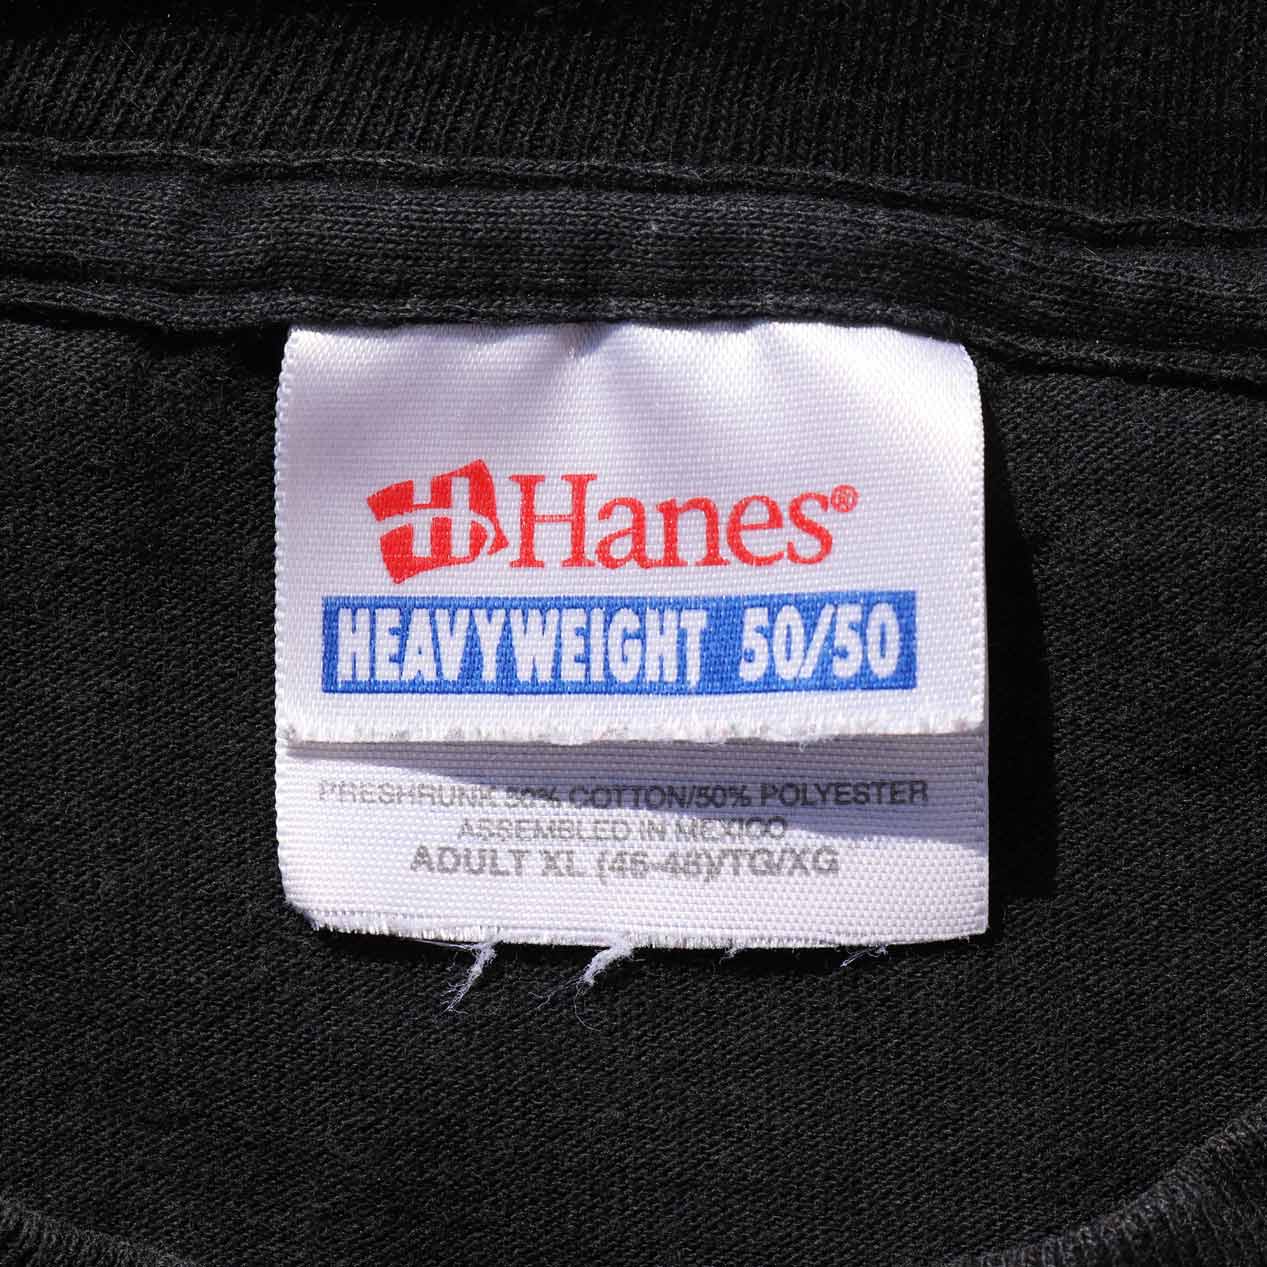 Hanes®
HEAVYWEIGHT 50/50
PRESHRUNK 50% COTTON/50% POLYESTER
ASSEMBLED IN MEXICO
ADULT XL (46-48)/TG/XG